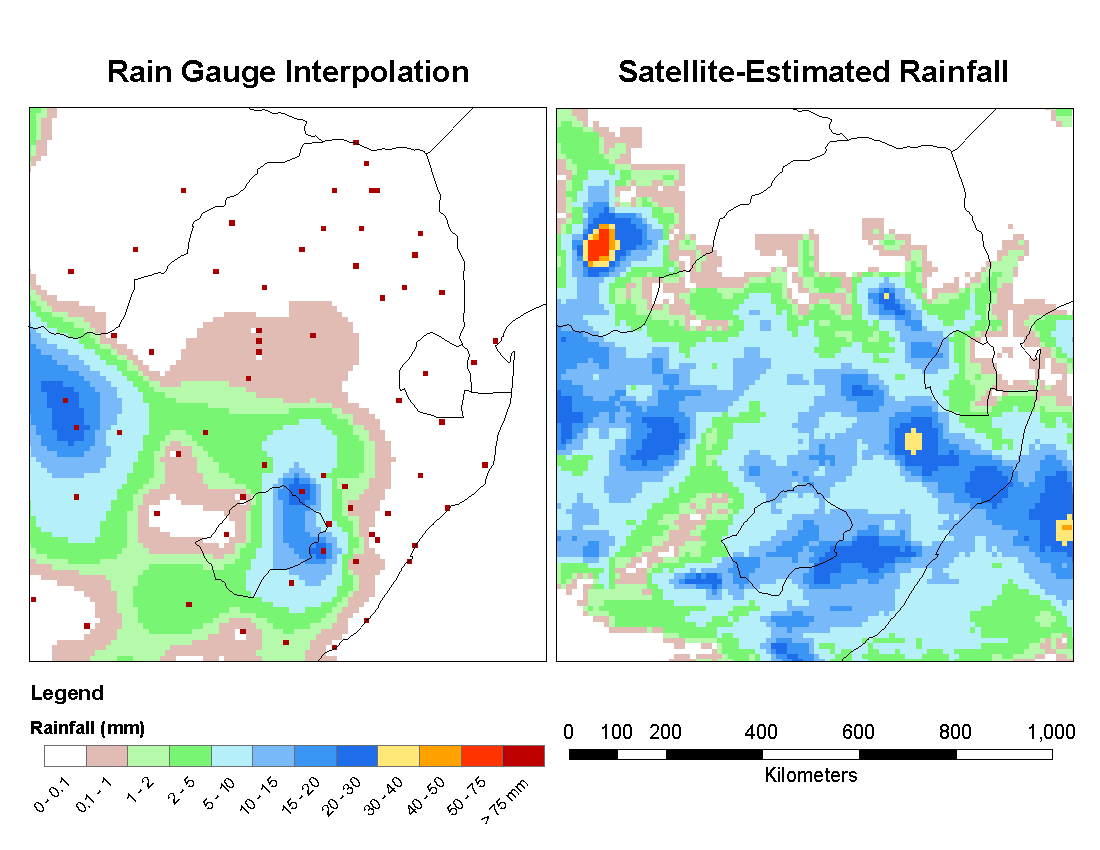 Rain Gauge Interpolation
Satellite-Estimated Rainfall
Legend
Rainfall (mm)
0 - 0.1
0.1 - 1
1 - 2
2 - 5
5 - 10
10 - 15
15 - 20
20 - 30
30 - 40
40 - 50
50 - 75
> 75 mm
0 100 200 400 600 800 1,000
Kilometers